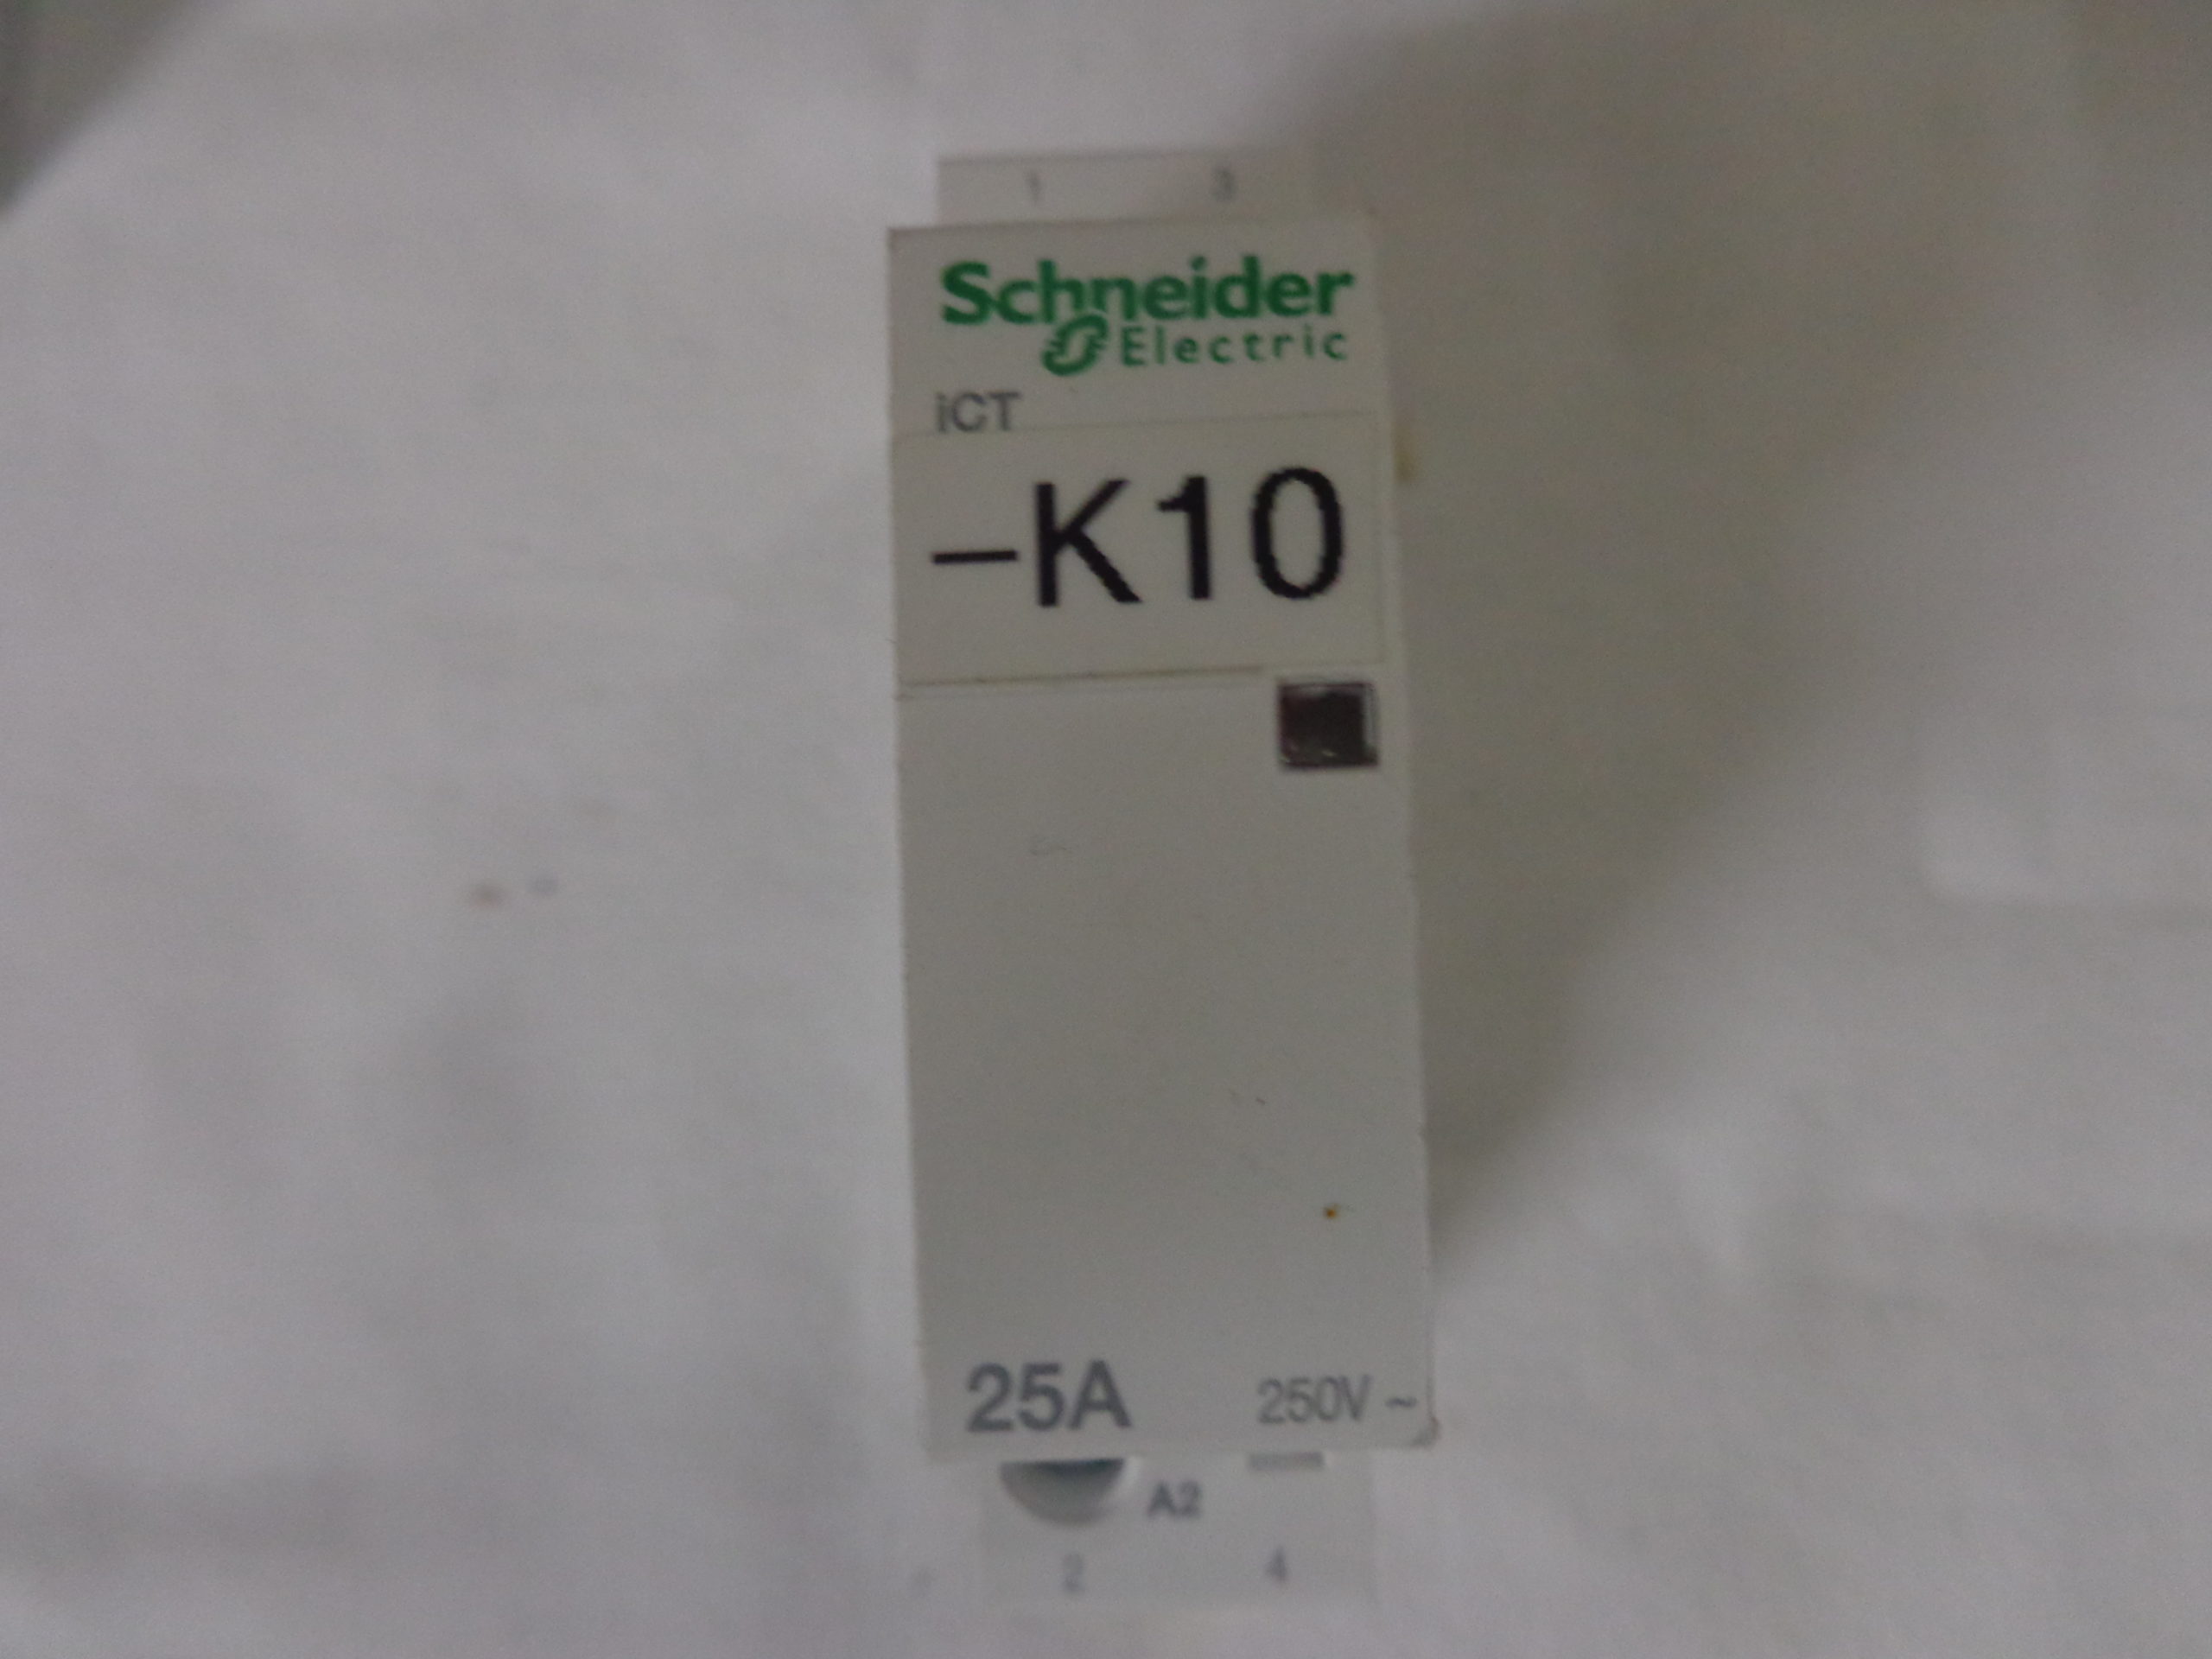 1 3
Schneider
Electric
iCT
–K10
25A 250V ~
A2
2 4